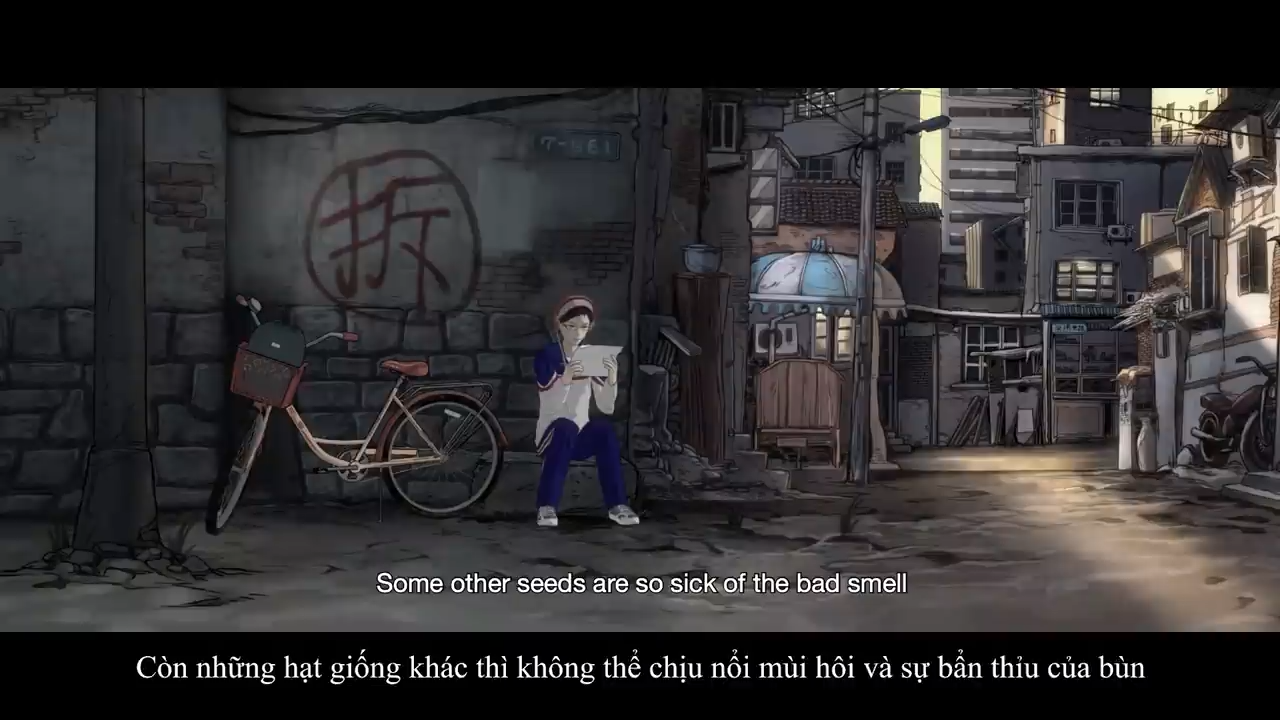 拆
Some other seeds are so sick of the bad smell
Còn những hạt giống khác thì không thể chịu nổi mùi hôi và sự bẩn thỉu của bùn